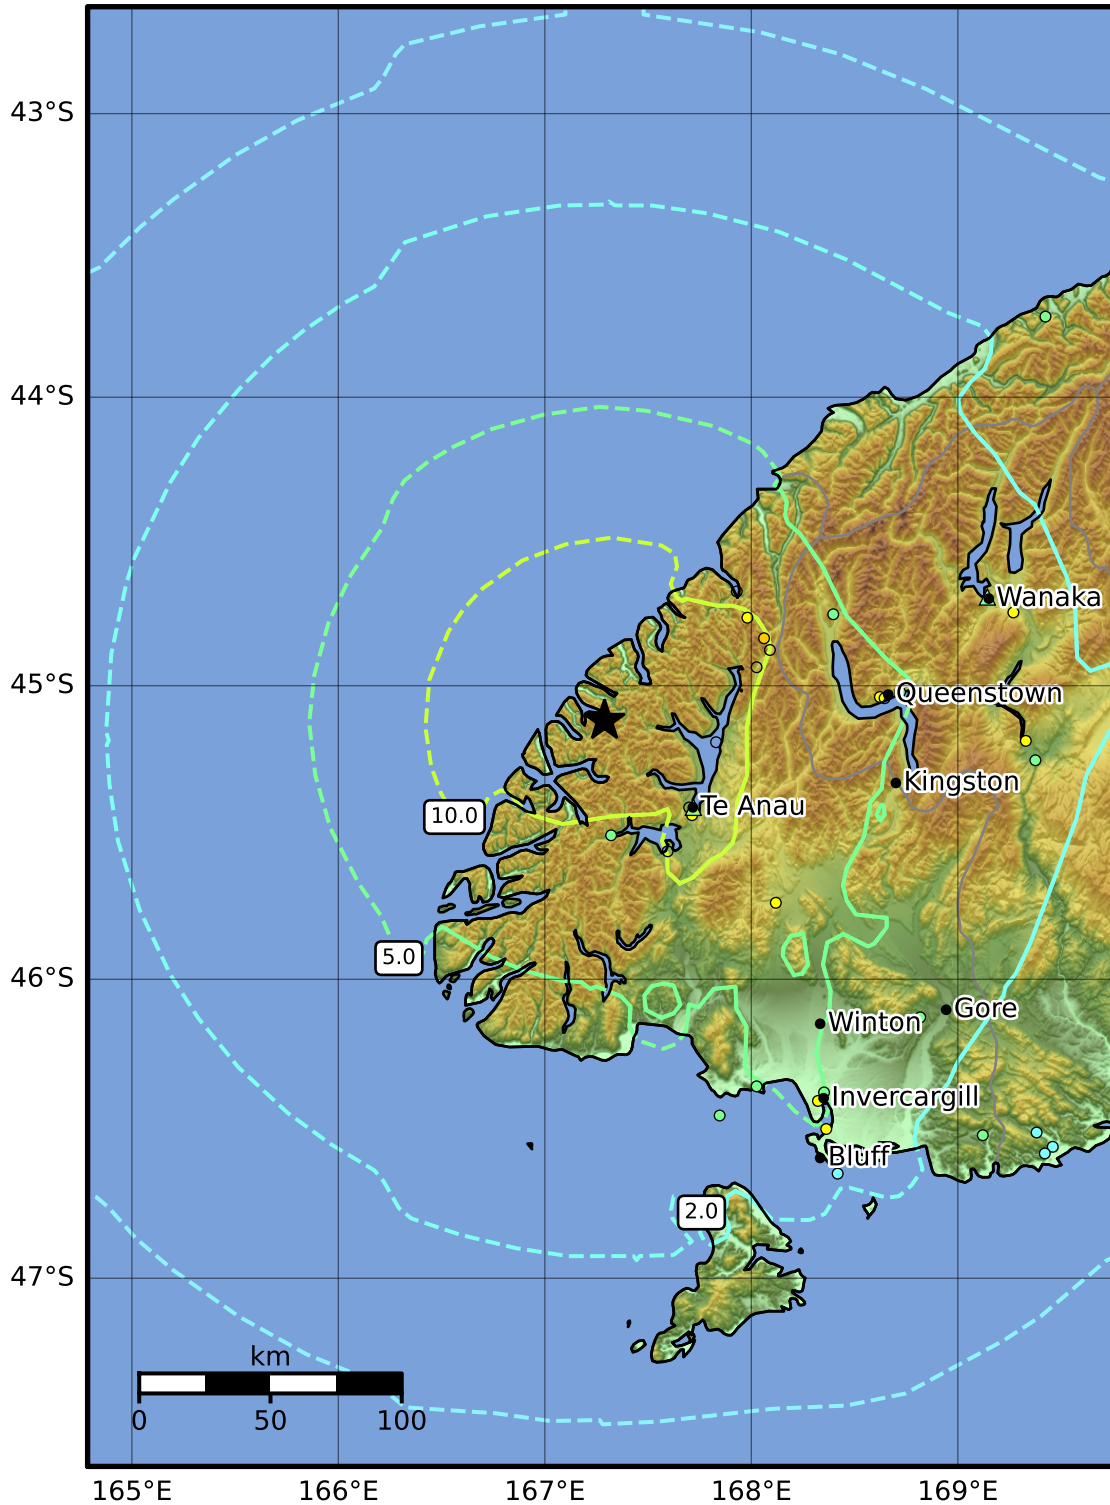 43°S
44°S
Wanaka
45°S
Queenstown
Kingston
Te Anau
10.0
5.0
46°S
Gore
Winton
Invercargill
Bluff
2.0
47°S
km
0 50 100
165°E 166°E 167°E 168°E 169°E